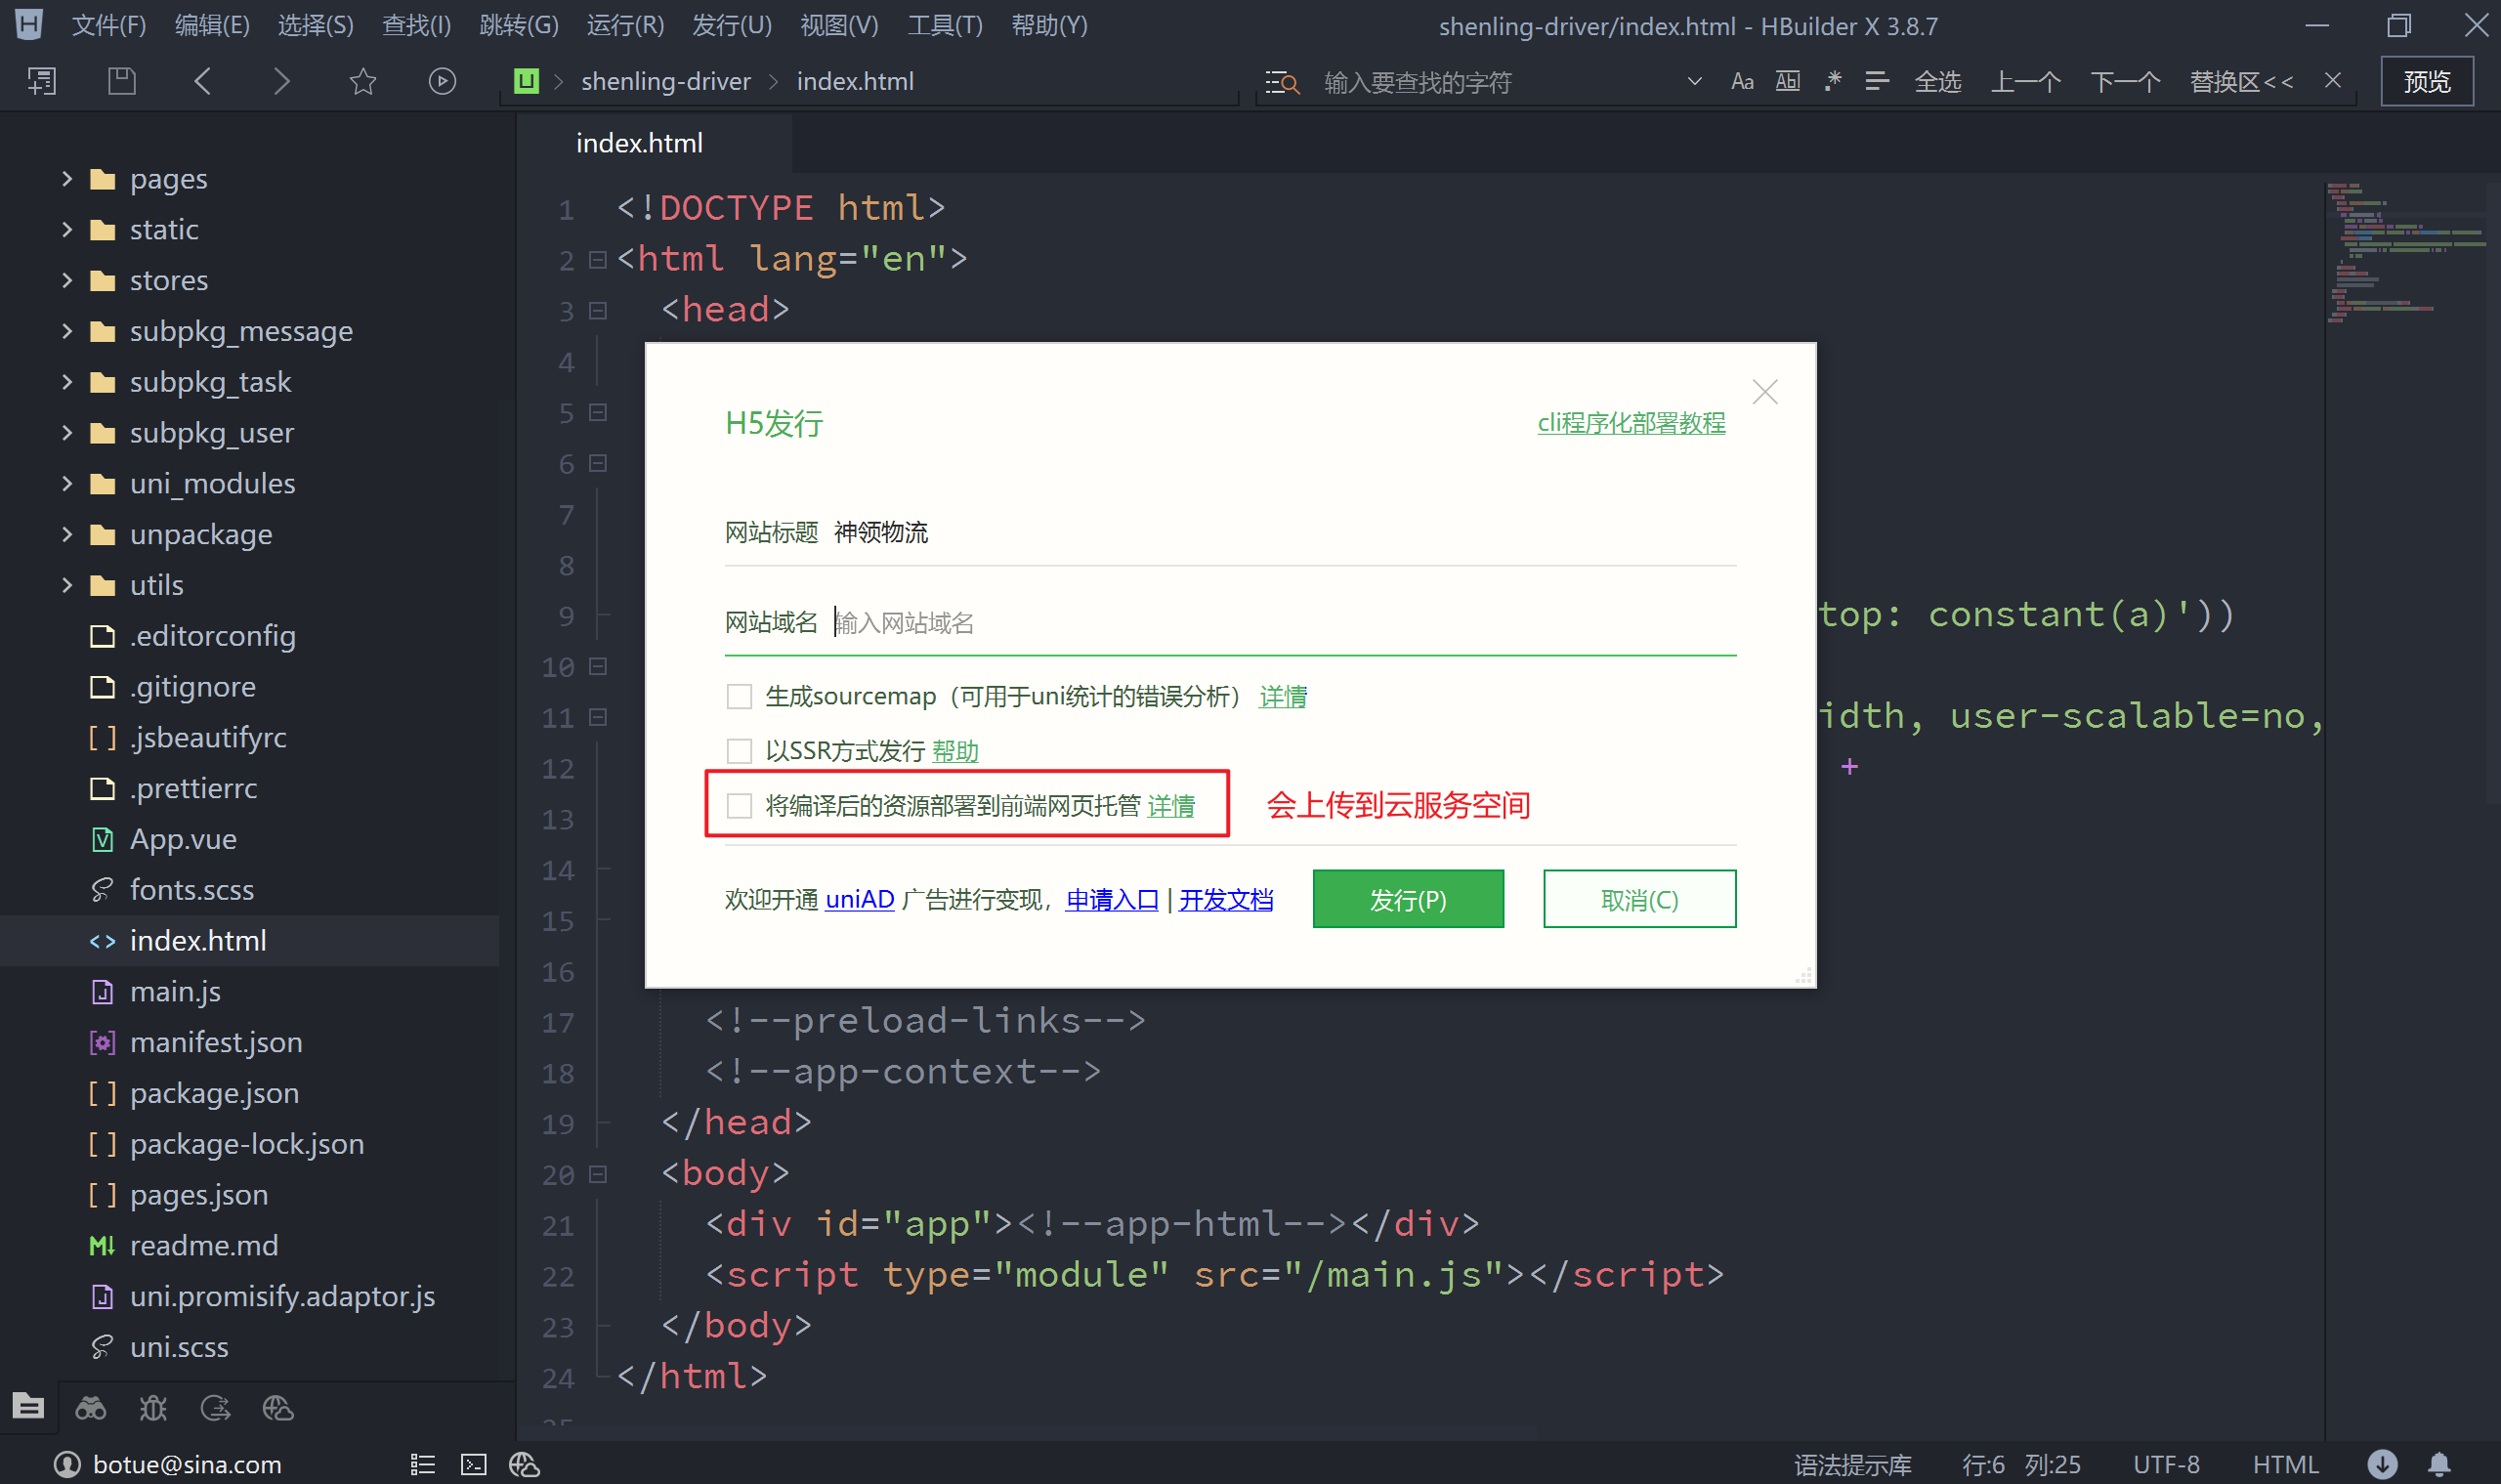 文件(F) 编辑(E) 选择(S) 查找(I) 跳转(G) 运行(R) 发行(U) 视图(V) 工具(T) 帮助(Y) shenling-driver/index.html - HBuilder X 3.8.7
shenling-driver index.html 输入要查找的字符 Aa Ab .* 全选 上一个 下一个 替换区<< 预览
index.html
pages
static
stores
subpkg_message
subpkg_task
subpkg_user
uni_modules
unpackage
utils
.editorconfig
.gitignore
.jsbeautifyrc
.prettierrc
App.vue
fonts.scss
index.html
main.js
manifest.json
package.json
package-lock.json
pages.json
readme.md
uni.promisify.adaptor.js
uni.scss
1 <!DOCTYPE html>
2 <html lang="en">
3 <head>
4
5
6
7
8
9 top: constant(a)'))
10
11 idth, user-scalable=no,
12 +
13
14
15
16
17 <!--preload-links-->
18 <!--app-context-->
19 </head>
20 <body>
21 <div id="app"><!--app-html--></div>
22 <script type="module" src="/main.js"></script>
23 </body>
24 </html>
25
H5发行 cli程序化部署教程
网站标题 神领物流
网站域名 输入网站域名
生成sourcemap（可用于uni统计的错误分析） 详情
以SSR方式发行 帮助
将编译后的资源部署到前端网页托管 详情 会上传到云服务空间
欢迎开通 uniAD 广告进行变现，申请入口 | 开发文档 发行(P) 取消(C)
botue@sina.com 语法提示库 行:6 列:25 UTF-8 HTML